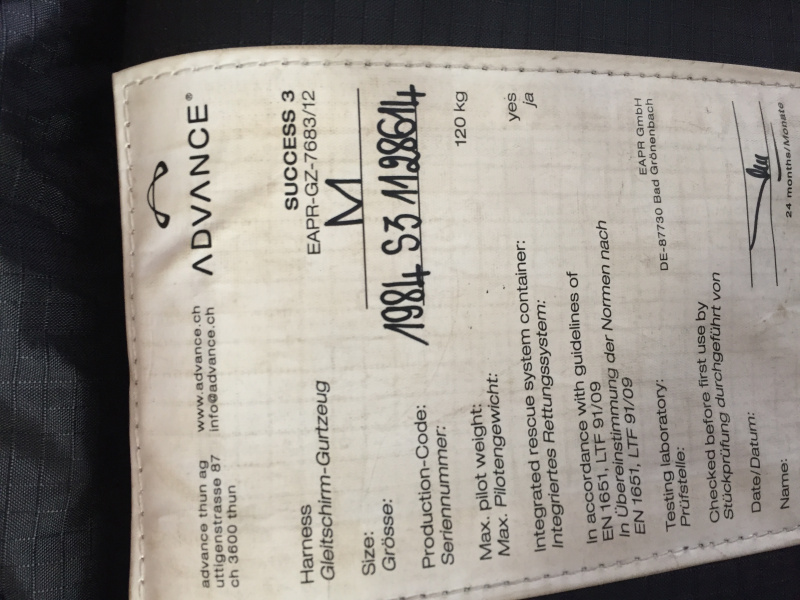 advance thun ag
uttigenstrasse 87
ch 3600 thun
www.advance.ch
info@advance.ch
ADVANCE®
Harness
Gleitschirm-Gurtzeug
SUCCESS 3
EAPR-GZ-7683/12
Size:
Grösse:
M
Production-Code:
Seriennummer:
1984 S3 1128614
Max. pilot weight:
Max. Pilotengewicht:
120 kg
Integrated rescue system container:
Integriertes Rettungssystem:
yes
ja
In accordance with guidelines of
EN 1651, LTF 91/09
In Übereinstimmung der Normen nach
EN 1651, LTF 91/09
Testing laboratory:
Prüfstelle:
EAPR GmbH
DE-87730 Bad Grönenbach
Checked before first use by
Stückprüfung durchgeführt von
Date/Datum:
Name:
24 months/Monate